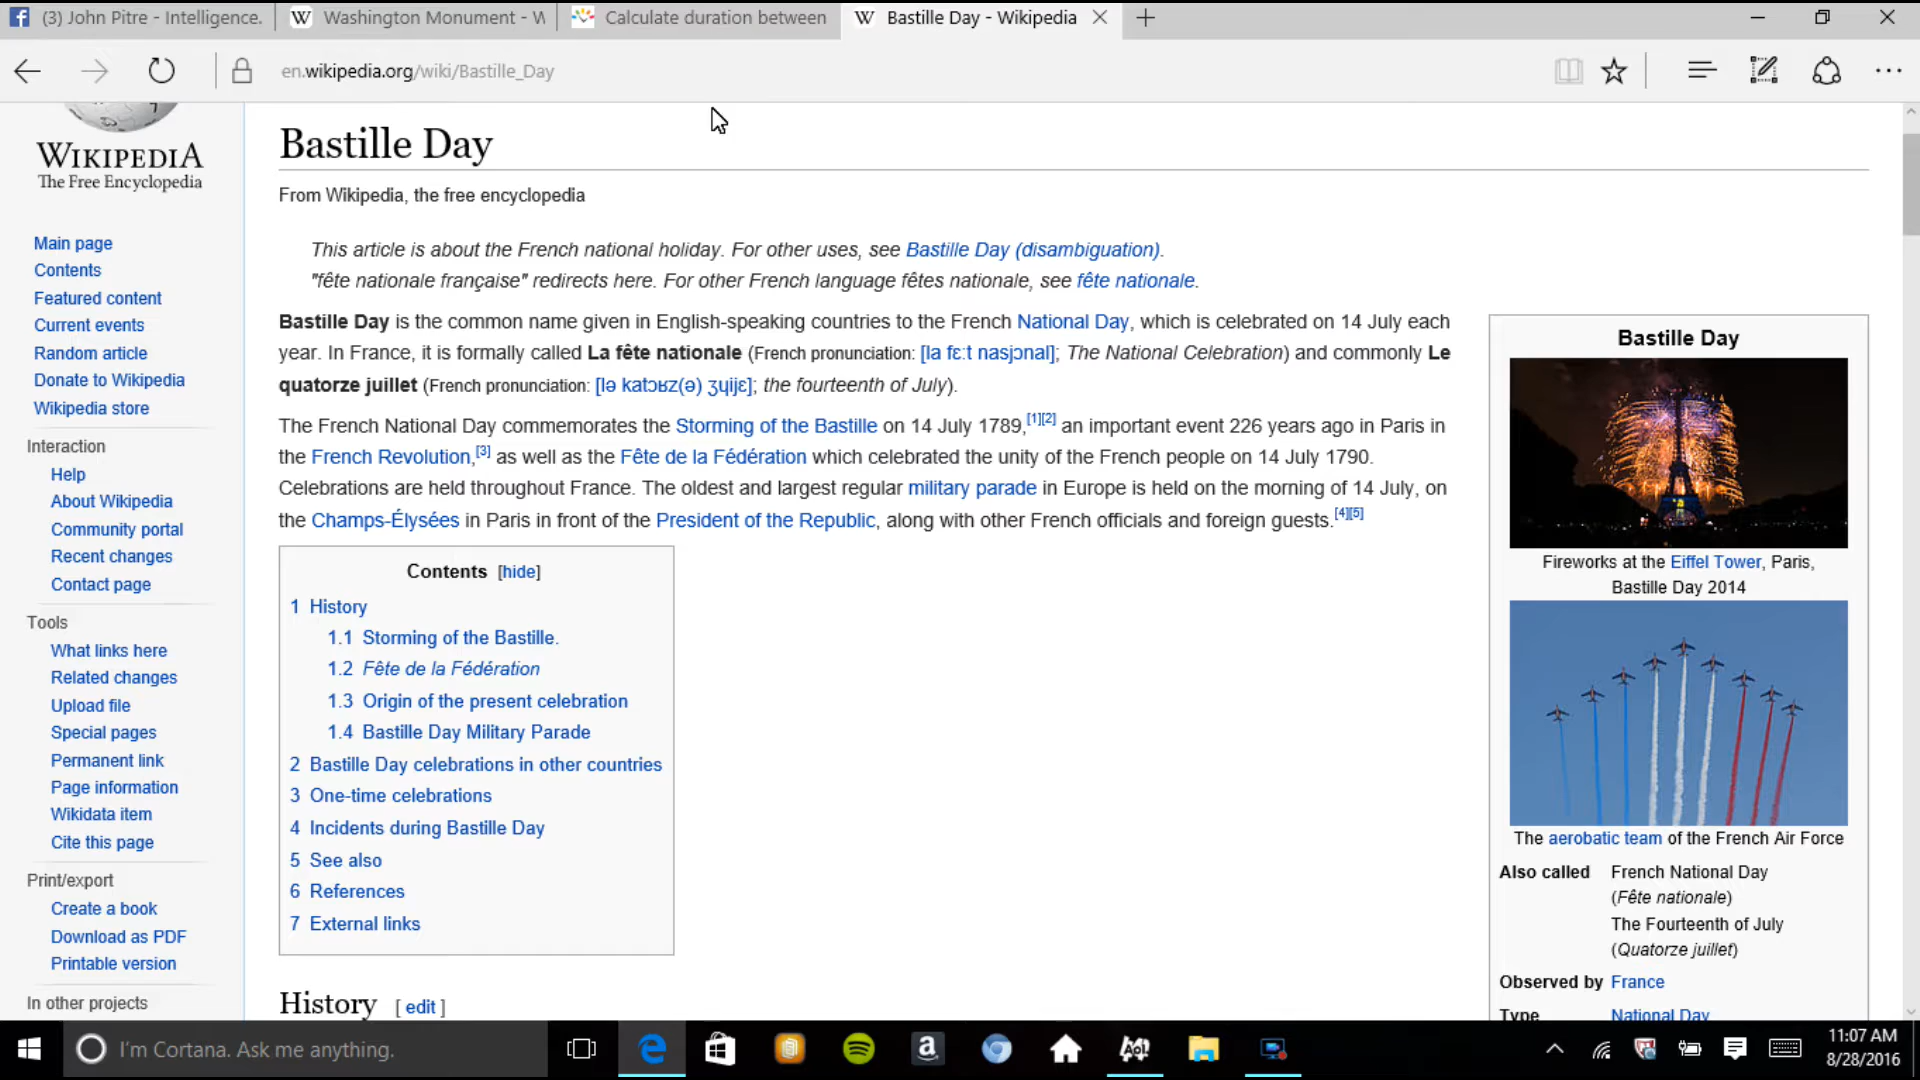 (3) John Pitre - Intelligence.
Washington Monument - W
Calculate duration between
Bastille Day - Wikipedia
en.wikipedia.org/wiki/Bastille_Day
WIKIPEDIA
The Free Encyclopedia
Main page
Contents
Featured content
Current events
Random article
Donate to Wikipedia
Wikipedia store
Interaction
Help
About Wikipedia
Community portal
Recent changes
Contact page
Tools
What links here
Related changes
Upload file
Special pages
Permanent link
Page information
Wikidata item
Cite this page
Print/export
Create a book
Download as PDF
Printable version
In other projects
Bastille Day
From Wikipedia, the free encyclopedia
This article is about the French national holiday. For other uses, see Bastille Day (disambiguation).
"fête nationale française" redirects here. For other French language fêtes nationale, see fête nationale.
Bastille Day is the common name given in English-speaking countries to the French National Day, which is celebrated on 14 July each
year. In France, it is formally called La fête nationale (French pronunciation: [la fɛːt nasjɔnal]; The National Celebration) and commonly Le
quatorze juillet (French pronunciation: [lə katɔʁz(ə) ʒɥijɛ]; the fourteenth of July).
The French National Day commemorates the Storming of the Bastille on 14 July 1789,[1][2] an important event 226 years ago in Paris in
the French Revolution,[3] as well as the Fête de la Fédération which celebrated the unity of the French people on 14 July 1790.
Celebrations are held throughout France. The oldest and largest regular military parade in Europe is held on the morning of 14 July, on
the Champs-Élysées in Paris in front of the President of the Republic, along with other French officials and foreign guests.[4][5]
Contents [hide]
1 History
1.1 Storming of the Bastille.
1.2 Fête de la Fédération
1.3 Origin of the present celebration
1.4 Bastille Day Military Parade
2 Bastille Day celebrations in other countries
3 One-time celebrations
4 Incidents during Bastille Day
5 See also
6 References
7 External links
History [ edit ]
Bastille Day
Fireworks at the Eiffel Tower, Paris,
Bastille Day 2014
The aerobatic team of the French Air Force
Also called French National Day
(Fête nationale)
The Fourteenth of July
(Quatorze juillet)
Observed by France
Type National Day
I'm Cortana. Ask me anything.
11:07 AM
8/28/2016